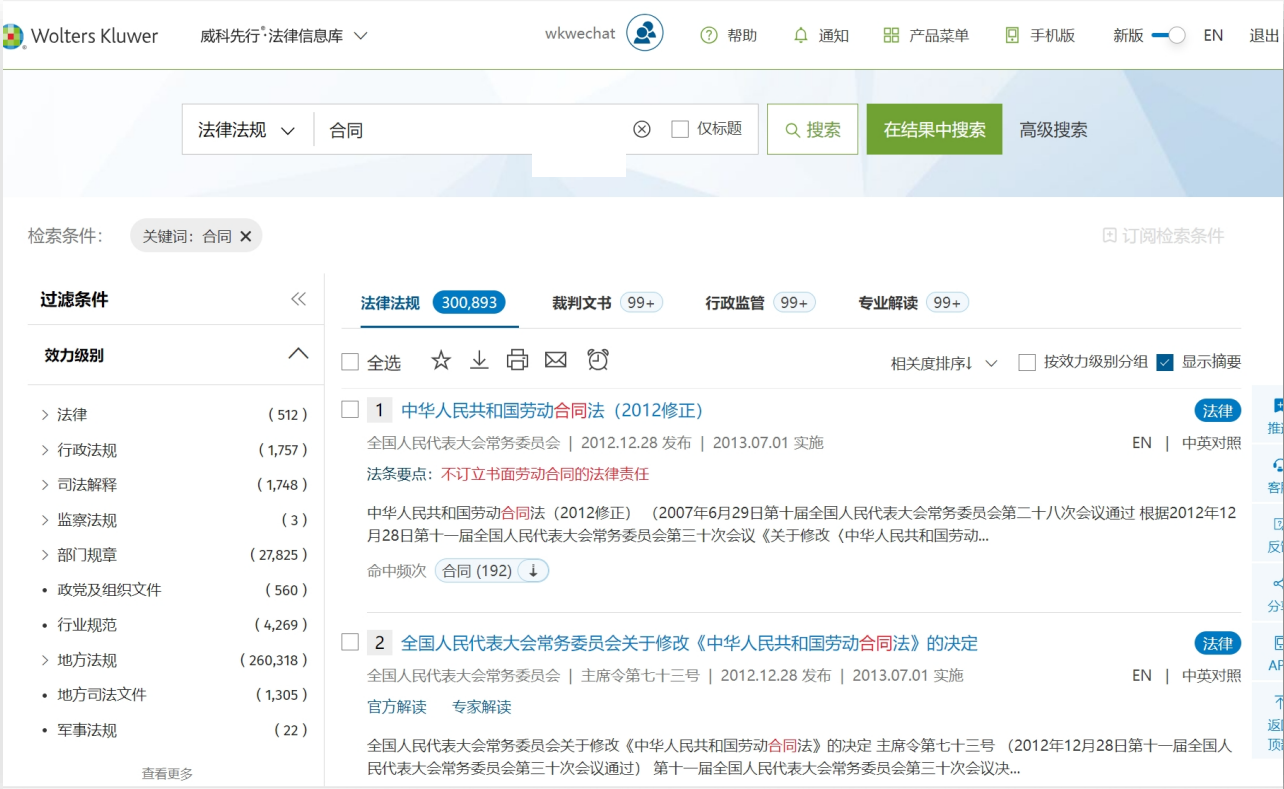 Wolters Kluwer 威科先行®·法律信息库 wkwechat 帮助 通知 产品菜单 手机版 新版 EN 退出
法律法规 合同 仅标题 搜索 在结果中搜索 高级搜索
检索条件： 关键词：合同 订阅检索条件
过滤条件
效力级别
法律 （512）
行政法规 （1,757）
司法解释 （1,748）
监察法规 （3）
部门规章 （27,825）
政党及组织文件 （560）
行业规范 （4,269）
地方法规 （260,318）
地方司法文件 （1,305）
军事法规 （22）
查看更多
法律法规 300,893 裁判文书 99+ 行政监管 99+ 专业解读 99+
全选 相关度排序↓ 按效力级别分组 显示摘要
1 中华人民共和国劳动合同法（2012修正） 法律
全国人民代表大会常务委员会 | 2012.12.28 发布 | 2013.07.01 实施 EN | 中英对照
法条要点：不订立书面劳动合同的法律责任
中华人民共和国劳动合同法（2012修正） （2007年6月29日第十届全国人民代表大会常务委员会第二十八次会议通过 根据2012年12
月28日第十一届全国人民代表大会常务委员会第三十次会议《关于修改〈中华人民共和国劳动...
命中频次 合同 (192)
2 全国人民代表大会常务委员会关于修改《中华人民共和国劳动合同法》的决定 法律
全国人民代表大会常务委员会 | 主席令第七十三号 | 2012.12.28 发布 | 2013.07.01 实施 EN | 中英对照
官方解读 专家解读
全国人民代表大会常务委员会关于修改《中华人民共和国劳动合同法》的决定 主席令第七十三号 （2012年12月28日第十一届全国人
民代表大会常务委员会第三十次会议通过） 第十一届全国人民代表大会常务委员会第三十次会议决...
返
顶